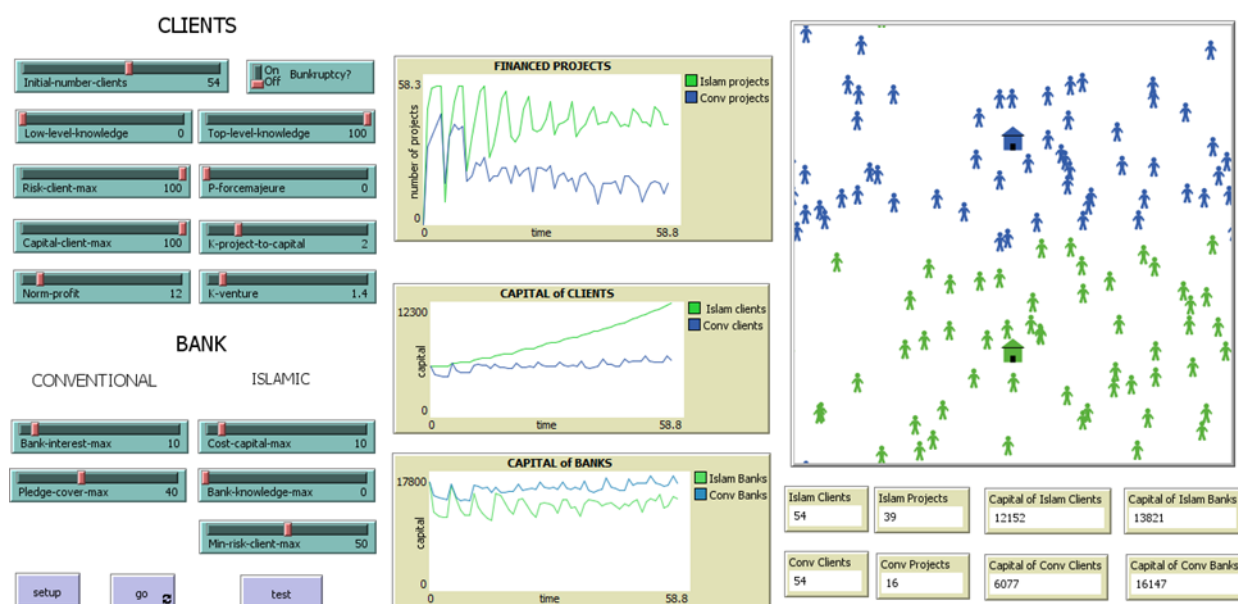 CLIENTS
Initial-number-clients 54
On
Off
Bunkruptcy?
Low-level-knowledge 0
Top-level-knowledge 100
Risk-client-max 100
P-forcemajeure 0
Capital-client-max 100
K-project-to-capital 2
Norm-profit 12
K-venture 1.4
BANK
CONVENTIONAL
ISLAMIC
Bank-interest-max 10
Cost-capital-max 10
Pledge-cover-max 40
Bank-knowledge-max 0
Min-risk-client-max 50
setup
go
test
FINANCED PROJECTS
58.3
number of projects
0
0
time
58.8
Islam projects
Conv projects
CAPITAL of CLIENTS
12300
capital
0
0
time
58.8
Islam clients
Conv clients
CAPITAL of BANKS
17800
capital
0
0
time
58.8
Islam Banks
Conv Banks
Islam Clients
54
Islam Projects
39
Capital of Islam Clients
12152
Capital of Islam Banks
13821
Conv Clients
54
Conv Projects
16
Capital of Conv Clients
6077
Capital of Conv Banks
16147